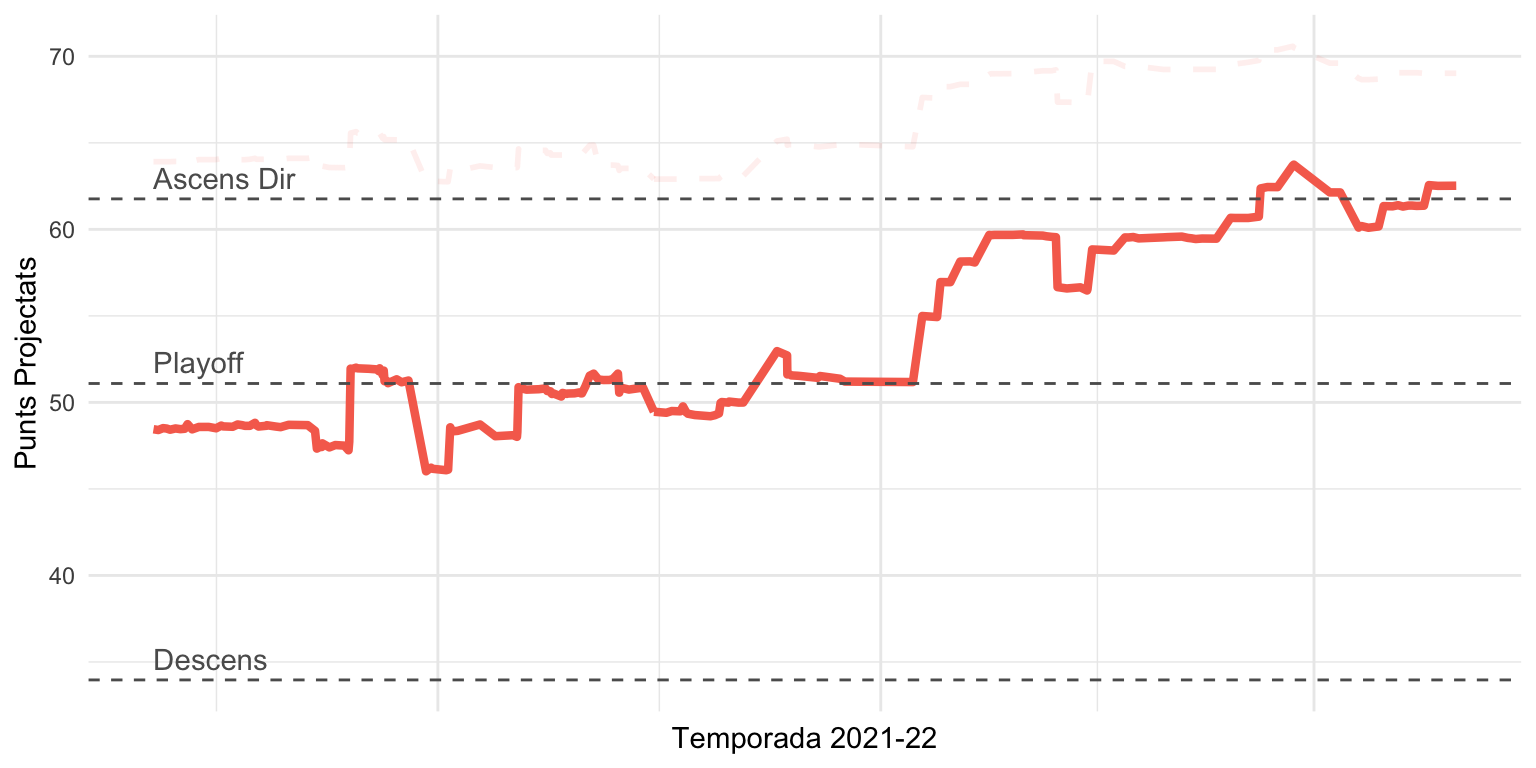 70
Ascens Dir
60
Playoff
50
40
Descens
Punts Projectats
Temporada 2021-22